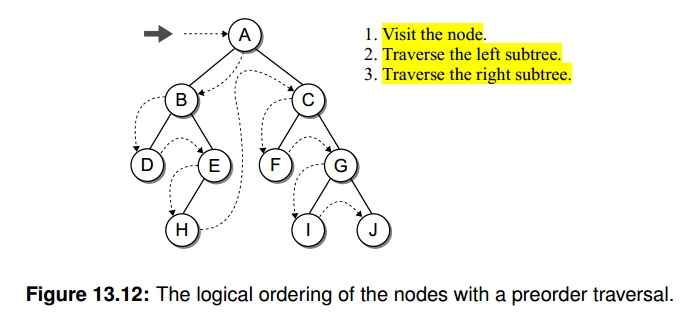 A
1. Visit the node.
2. Traverse the left subtree.
3. Traverse the right subtree.
B
C
D
E
F
G
H
I
J
Figure 13.12: The logical ordering of the nodes with a preorder traversal.